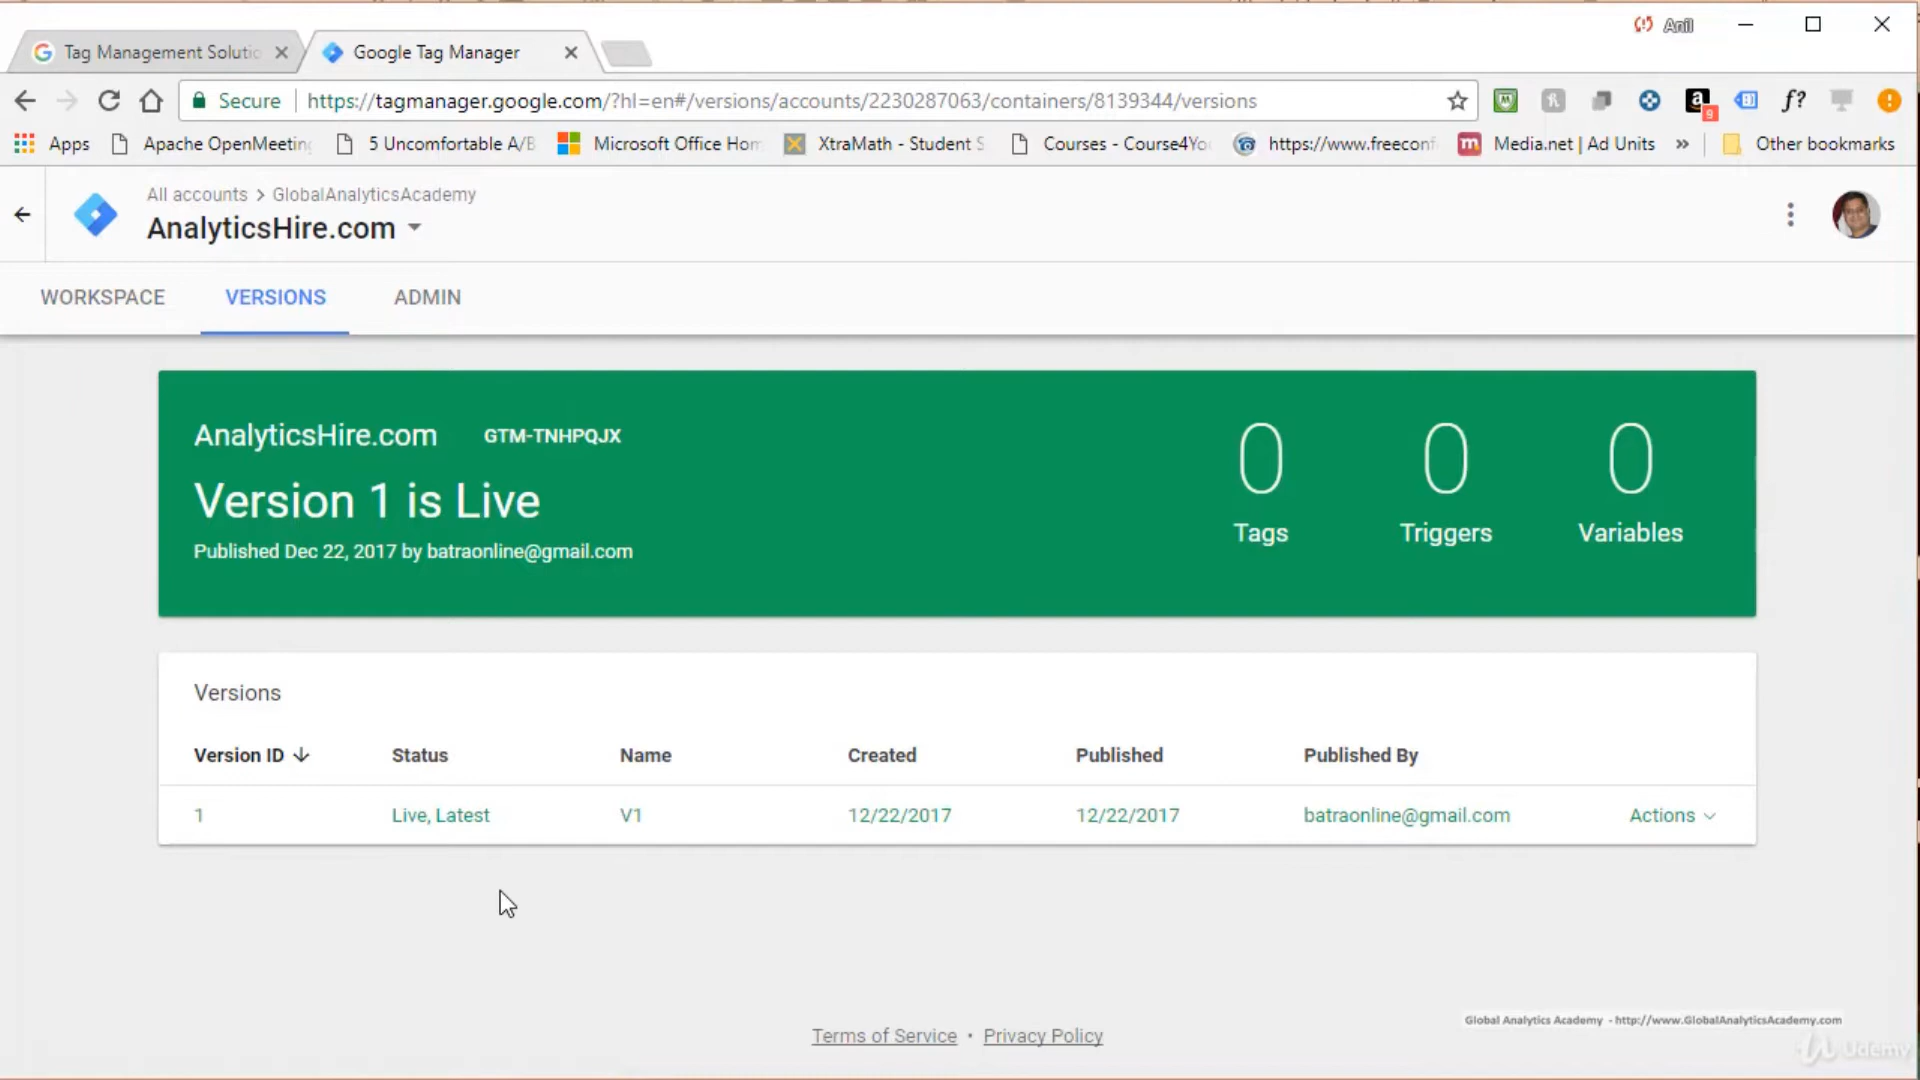 Anil
Tag Management Solutio
Google Tag Manager
Secure
https://tagmanager.google.com/?hl=en#/versions/accounts/2230287063/containers/8139344/versions
a
9
f?
Apps
Apache OpenMeeting
5 Uncomfortable A/B
Microsoft Office Hom
XtraMath - Student S
Courses - Course4Yo
https://www.freeconf
m
Media.net | Ad Units
»
Other bookmarks
All accounts > GlobalAnalyticsAcademy
AnalyticsHire.com
WORKSPACE
VERSIONS
ADMIN
AnalyticsHire.com GTM-TNHPQJX
Version 1 is Live
Published Dec 22, 2017 by batraonline@gmail.com
0
Tags
0
Triggers
0
Variables
Versions
Version ID Status Name Created Published Published By
1 Live, Latest V1 12/22/2017 12/22/2017 batraonline@gmail.com Actions
Global Analytics Academy - http://www.GlobalAnalyticsAcademy.com
Terms of Service • Privacy Policy
Udemy